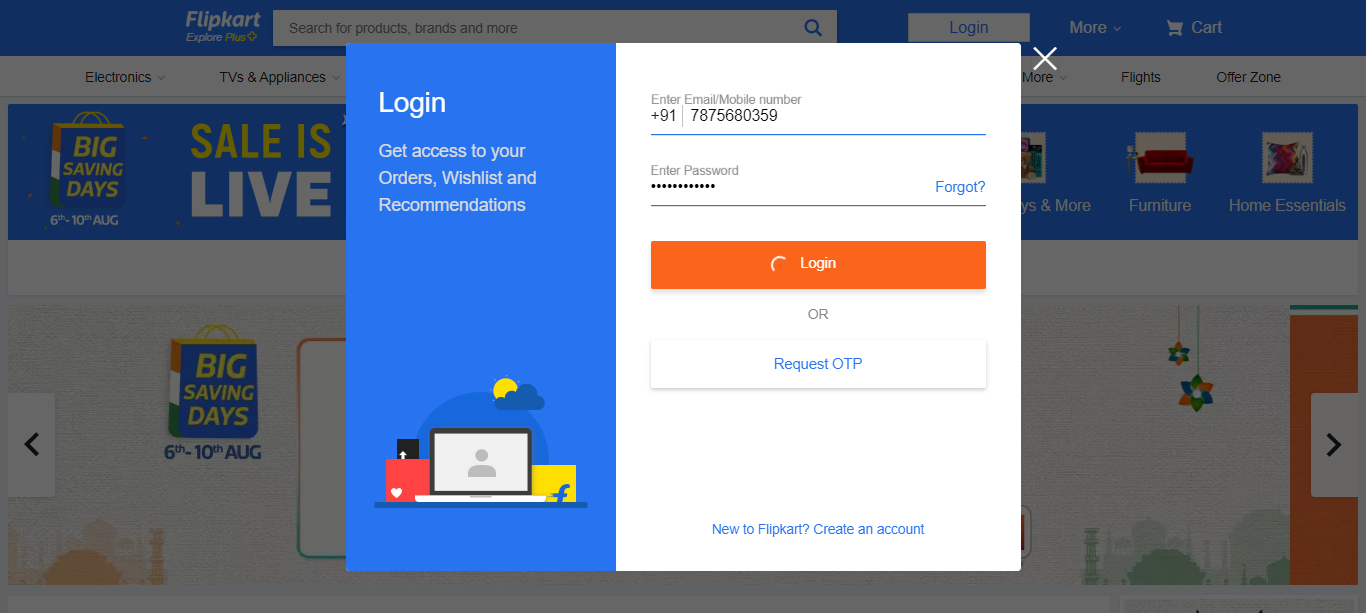 Flipkart
Explore Plus
Search for products, brands and more
Login
More
Cart
Electronics
TVs & Appliances
More
Flights
Offer Zone
BIG
SAVING
DAYS
6th-10th AUG
SALE IS
LIVE
ys & More
Furniture
Home Essentials
Login
Get access to your
Orders, Wishlist and
Recommendations
Enter Email/Mobile number
+91 7875680359
Enter Password
••••••••••••
Forgot?
Login
OR
Request OTP
New to Flipkart? Create an account
BIG
SAVING
DAYS
6th-10th AUG